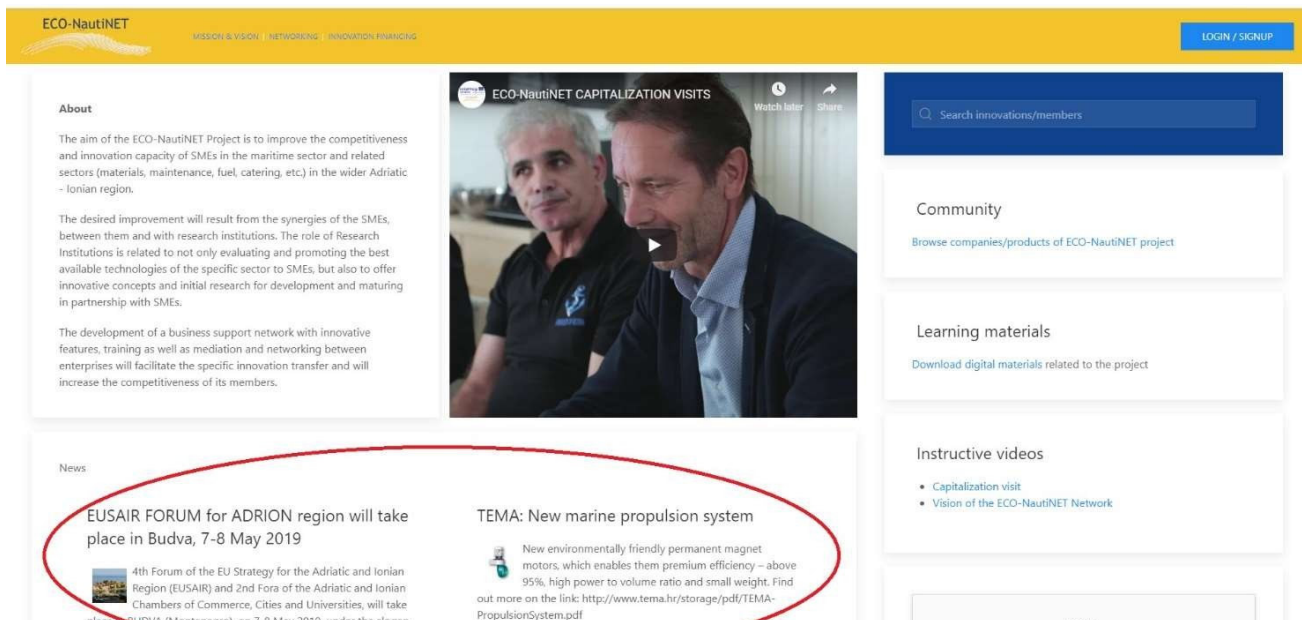 ECO-NautiNET
MISSION & VISION | NETWORKING | INNOVATION FINANCING
LOGIN / SIGNUP
About
The aim of the ECO-NautiNET Project is to improve the competitiveness
and innovation capacity of SMEs in the maritime sector and related
sectors (materials, maintenance, fuel, catering, etc.) in the wider Adriatic
- Ionian region.
The desired improvement will result from the synergies of the SMEs,
between them and with research institutions. The role of Research
Institutions is related to not only evaluating and promoting the best
available technologies of the specific sector to SMEs, but also to offer
innovative concepts and initial research for development and maturing
in partnership with SMEs.
The development of a business support network with innovative
features, training as well as mediation and networking between
enterprises will facilitate the specific innovation transfer and will
increase the competitiveness of its members.
ECO-NautiNET CAPITALIZATION VISITS
Watch later
Share
Search innovations/members
Community
Browse companies/products of ECO-NautiNET project
Learning materials
Download digital materials related to the project
Instructive videos
• Capitalization visit
• Vision of the ECO-NautiNET Network
News
EUSAIR FORUM for ADRION region will take
place in Budva, 7-8 May 2019
4th Forum of the EU Strategy for the Adriatic and Ionian
Region (EUSAIR) and 2nd Fora of the Adriatic and Ionian
Chambers of Commerce, Cities and Universities, will take
BUDVA (Montenegro), on 7-8 May 2019, under the slogan
TEMA: New marine propulsion system
New environmentally friendly permanent magnet
motors, which enables them premium efficiency – above
95%, high power to volume ratio and small weight. Find
out more on the link: http://www.tema.hr/storage/pdf/TEMA-
PropulsionSystem.pdf